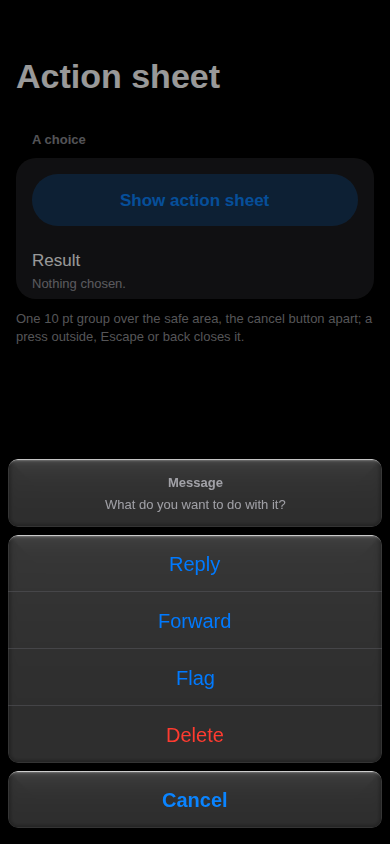 Action sheet
A choice
Show action sheet
Result
Nothing chosen.
One 10 pt group over the safe area, the cancel button apart; a
press outside, Escape or back closes it.
Message
What do you want to do with it?
Reply
Forward
Flag
Delete
Cancel